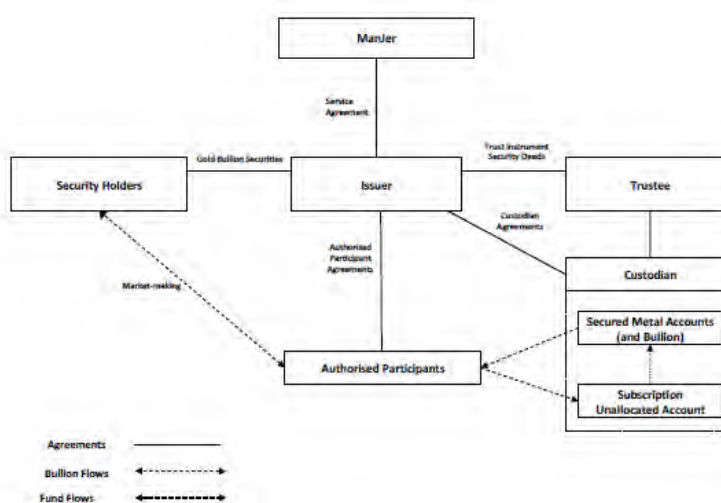 ManJer
Service
Agreement
Gold Bullion Securities
Trust Instrument
Security Deeds
Security Holders
Issuer
Trustee
Custodian
Agreements
Authorised
Participant
Agreements
Custodian
Market-making
Secured Metal Accounts
(and Bullion)
Authorised Participants
Subscription
Unallocated Account
Agreements
Bullion Flows
Fund Flows